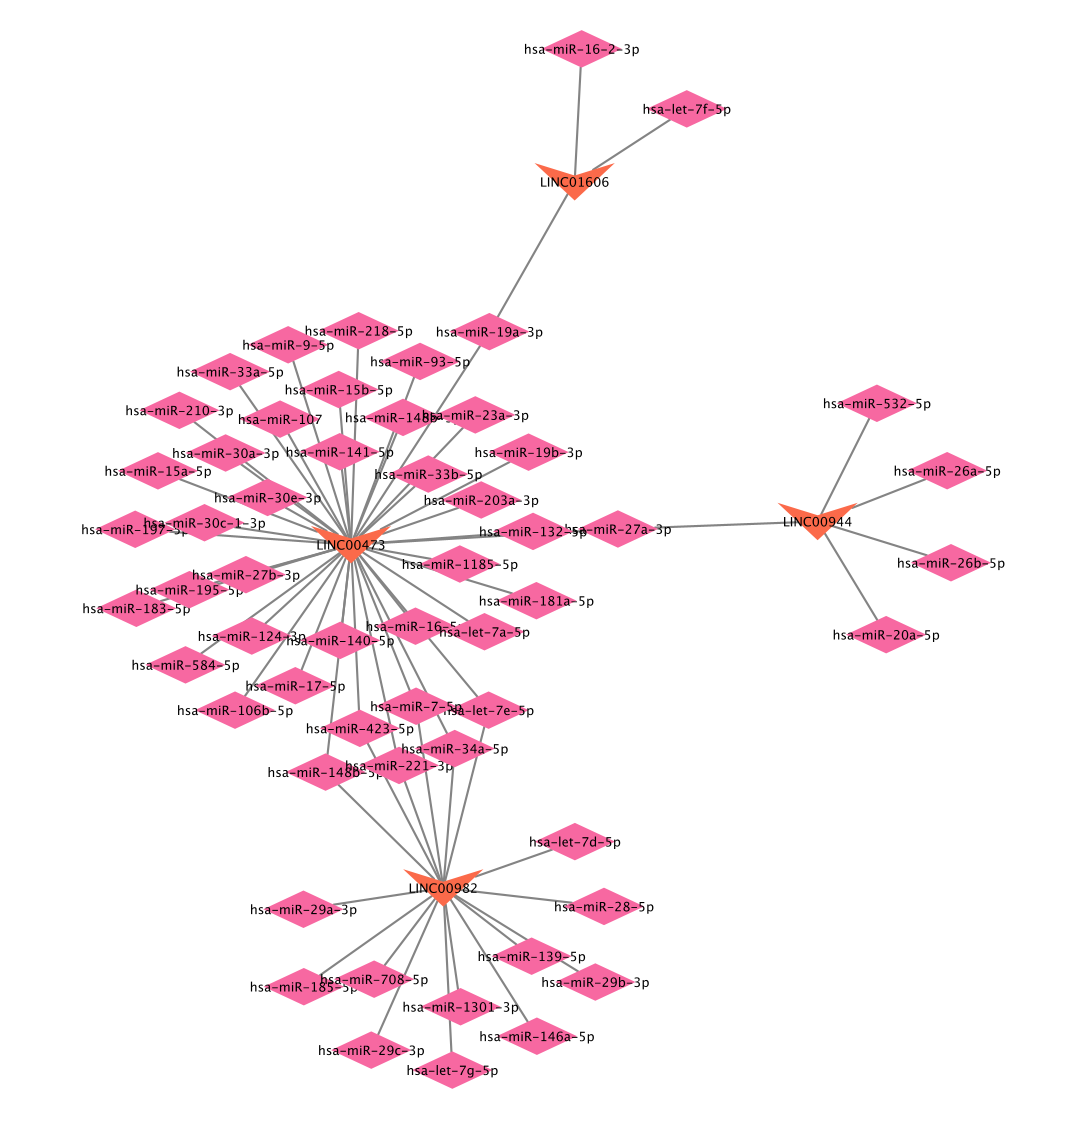 hsa-miR-16-2-3p
hsa-let-7f-5p
LINC01606
hsa-miR-218-5p
hsa-miR-19a-3p
hsa-miR-9-5p
hsa-miR-93-5p
hsa-miR-33a-5p
hsa-miR-15b-5p
hsa-miR-532-5p
hsa-miR-210-3p
hsa-miR-107
hsa-miR-23a-3p
hsa-miR-30a-3p
hsa-miR-141-5p
hsa-miR-19b-3p
hsa-miR-15a-5p
hsa-miR-33b-5p
hsa-miR-26a-5p
hsa-miR-30e-3p
hsa-miR-203a-3p
hsa-miR-197-3p
hsa-miR-30c-1-3p
hsa-miR-132-5p
hsa-miR-27a-3p
LINC00944
LINC00473
hsa-miR-1185-5p
hsa-miR-26b-5p
hsa-miR-27b-3p
hsa-miR-195-5p
hsa-miR-183-5p
hsa-miR-181a-5p
hsa-miR-124-3p
hsa-miR-140-5p
hsa-miR-16-5p
hsa-let-7a-5p
hsa-miR-20a-5p
hsa-miR-584-5p
hsa-miR-17-5p
hsa-miR-106b-5p
hsa-miR-7-5p
hsa-let-7e-5p
hsa-miR-423-5p
hsa-miR-34a-5p
hsa-miR-148b-5p
hsa-miR-221-3p
hsa-let-7d-5p
LINC00982
hsa-miR-29a-3p
hsa-miR-28-5p
hsa-miR-139-5p
hsa-miR-185-5p
hsa-miR-708-5p
hsa-miR-29b-3p
hsa-miR-1301-3p
hsa-miR-146a-5p
hsa-miR-29c-3p
hsa-let-7g-5p